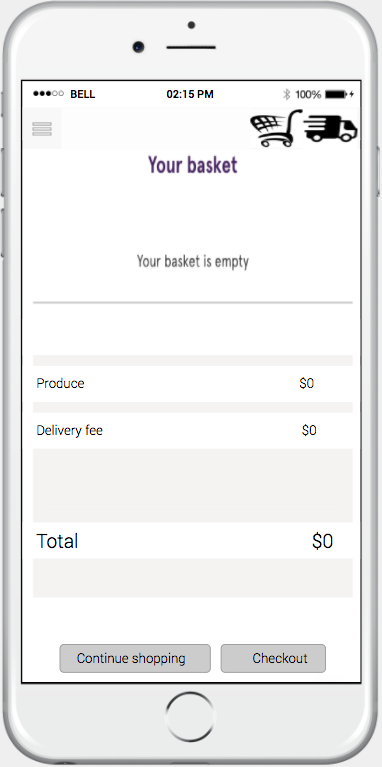 BELL 02:15 PM 100%
Your basket
Your basket is empty
Produce $0
Delivery fee $0
Total $0
Continue shopping Checkout